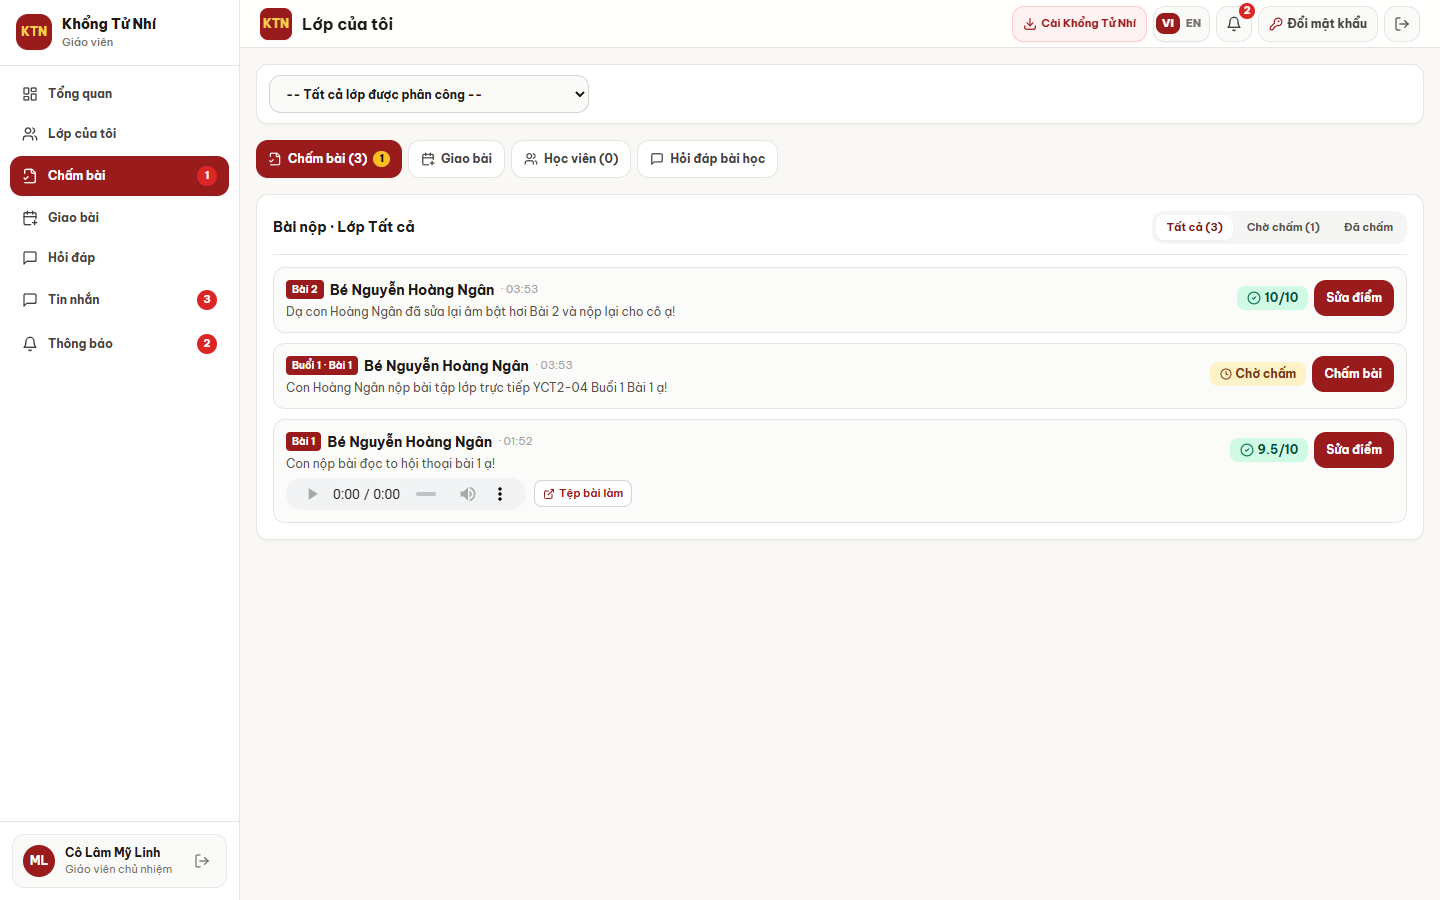 KTN
Khổng Tử Nhí
Giáo viên
Tổng quan
Lớp của tôi
Chấm bài 1
Giao bài
Hỏi đáp
Tin nhắn 3
Thông báo 2
ML
Cô Lâm Mỹ Linh
Giáo viên chủ nhiệm
KTN Lớp của tôi
Cài Khổng Tử Nhí VI EN 2 Đổi mật khẩu
-- Tất cả lớp được phân công --
Chấm bài (3) 1 Giao bài Học viên (0) Hỏi đáp bài học
Bài nộp · Lớp Tất cả Tất cả (3) Chờ chấm (1) Đã chấm
Bài 2 Bé Nguyễn Hoàng Ngân · 03:53
Dạ con Hoàng Ngân đã sửa lại âm bật hơi Bài 2 và nộp lại cho cô ạ!
10/10 Sửa điểm
Buổi 1 · Bài 1 Bé Nguyễn Hoàng Ngân · 03:53
Con Hoàng Ngân nộp bài tập lớp trực tiếp YCT2-04 Buổi 1 Bài 1 ạ!
Chờ chấm Chấm bài
Bài 1 Bé Nguyễn Hoàng Ngân · 01:52
Con nộp bài đọc to hội thoại bài 1 ạ!
9.5/10 Sửa điểm
0:00 / 0:00 Tệp bài làm